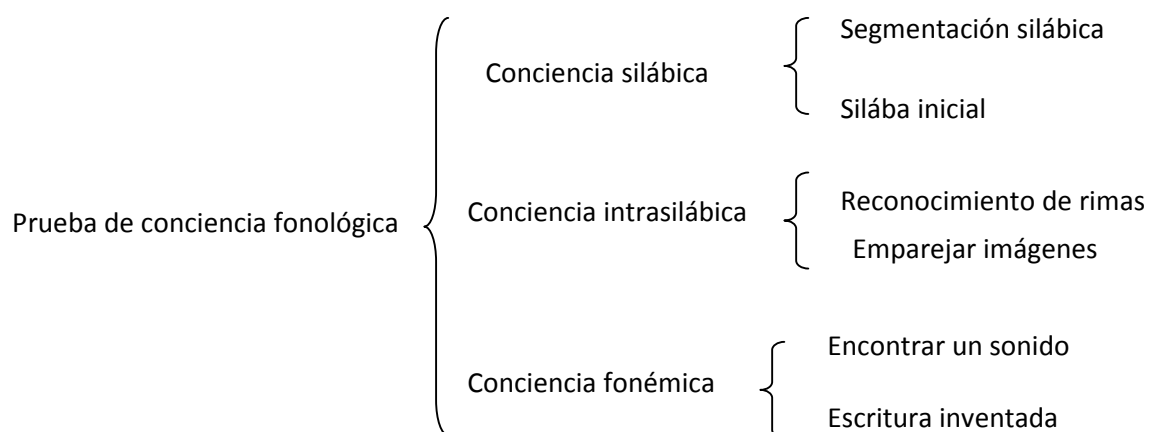 Prueba de conciencia fonológica
Conciencia silábica
Segmentación silábica
Silába inicial
Conciencia intrasilábica
Reconocimiento de rimas
Emparejar imágenes
Conciencia fonémica
Encontrar un sonido
Escritura inventada